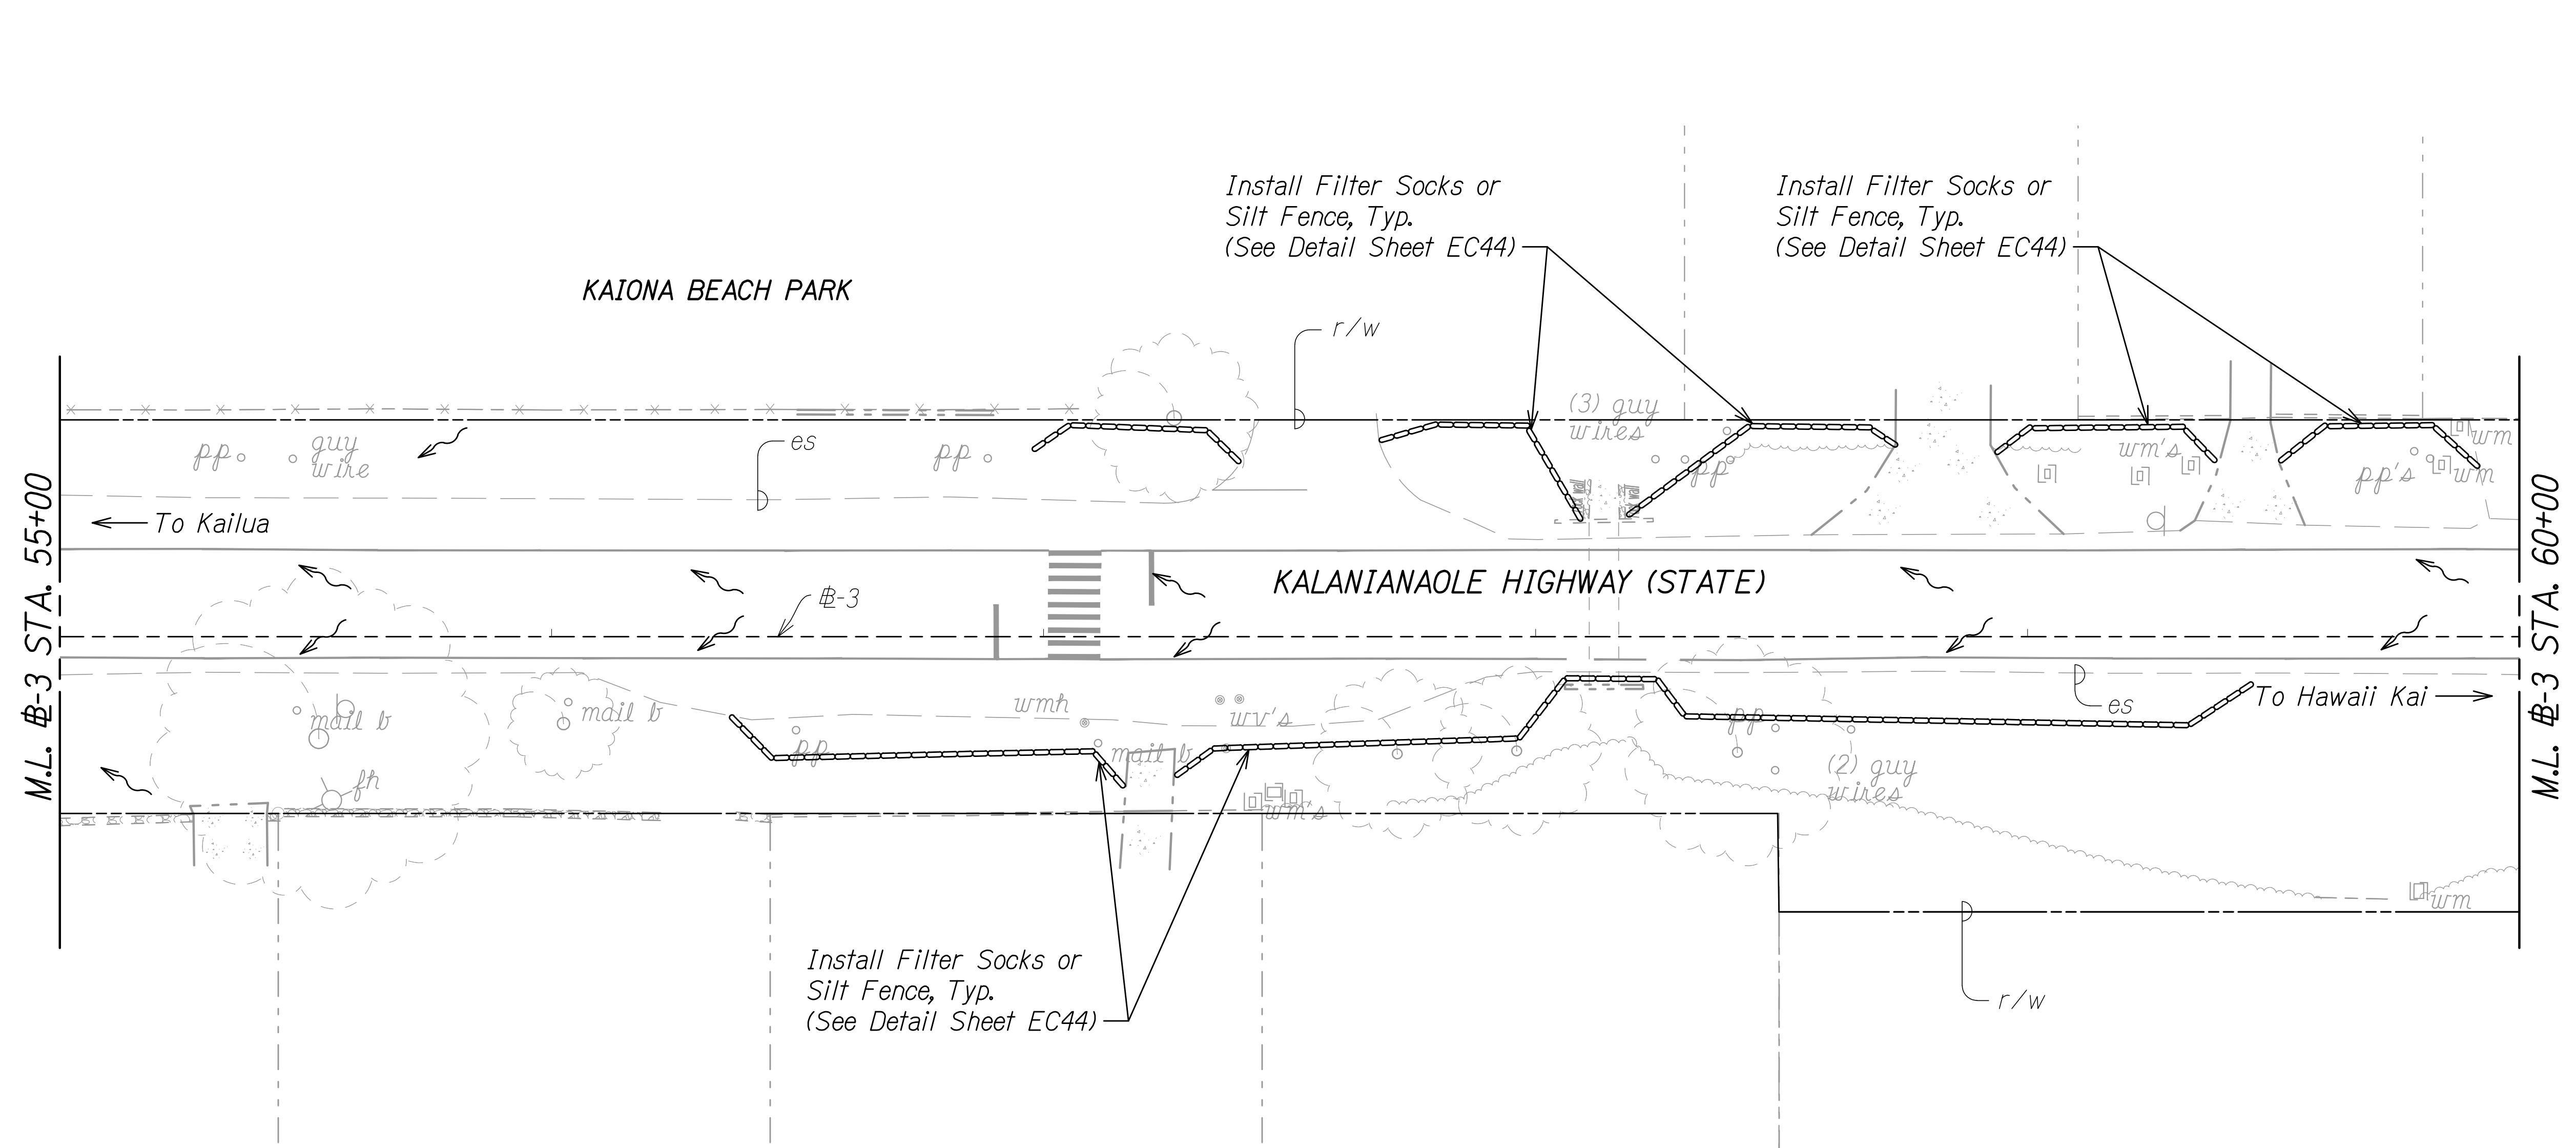 Install Filter Socks or
Silt Fence, Typ.
(See Detail Sheet EC44)
Install Filter Socks or
Silt Fence, Typ.
(See Detail Sheet EC44)
KAIONA BEACH PARK
r/w
(3) guy
wires
pp
guy
wire
es
pp
pp
wm's
pp's
wm
wm
To Kailua
M.L. BL-3 STA. 55+00
M.L. BL-3 STA. 60+00
KALANIANAOLE HIGHWAY (STATE)
BL-3
mail b
mail b
wmh
wv's
pp
mail b
pp
es
To Hawaii Kai
fh
wm's
(2) guy
wires
wm
Install Filter Socks or
Silt Fence, Typ.
(See Detail Sheet EC44)
r/w